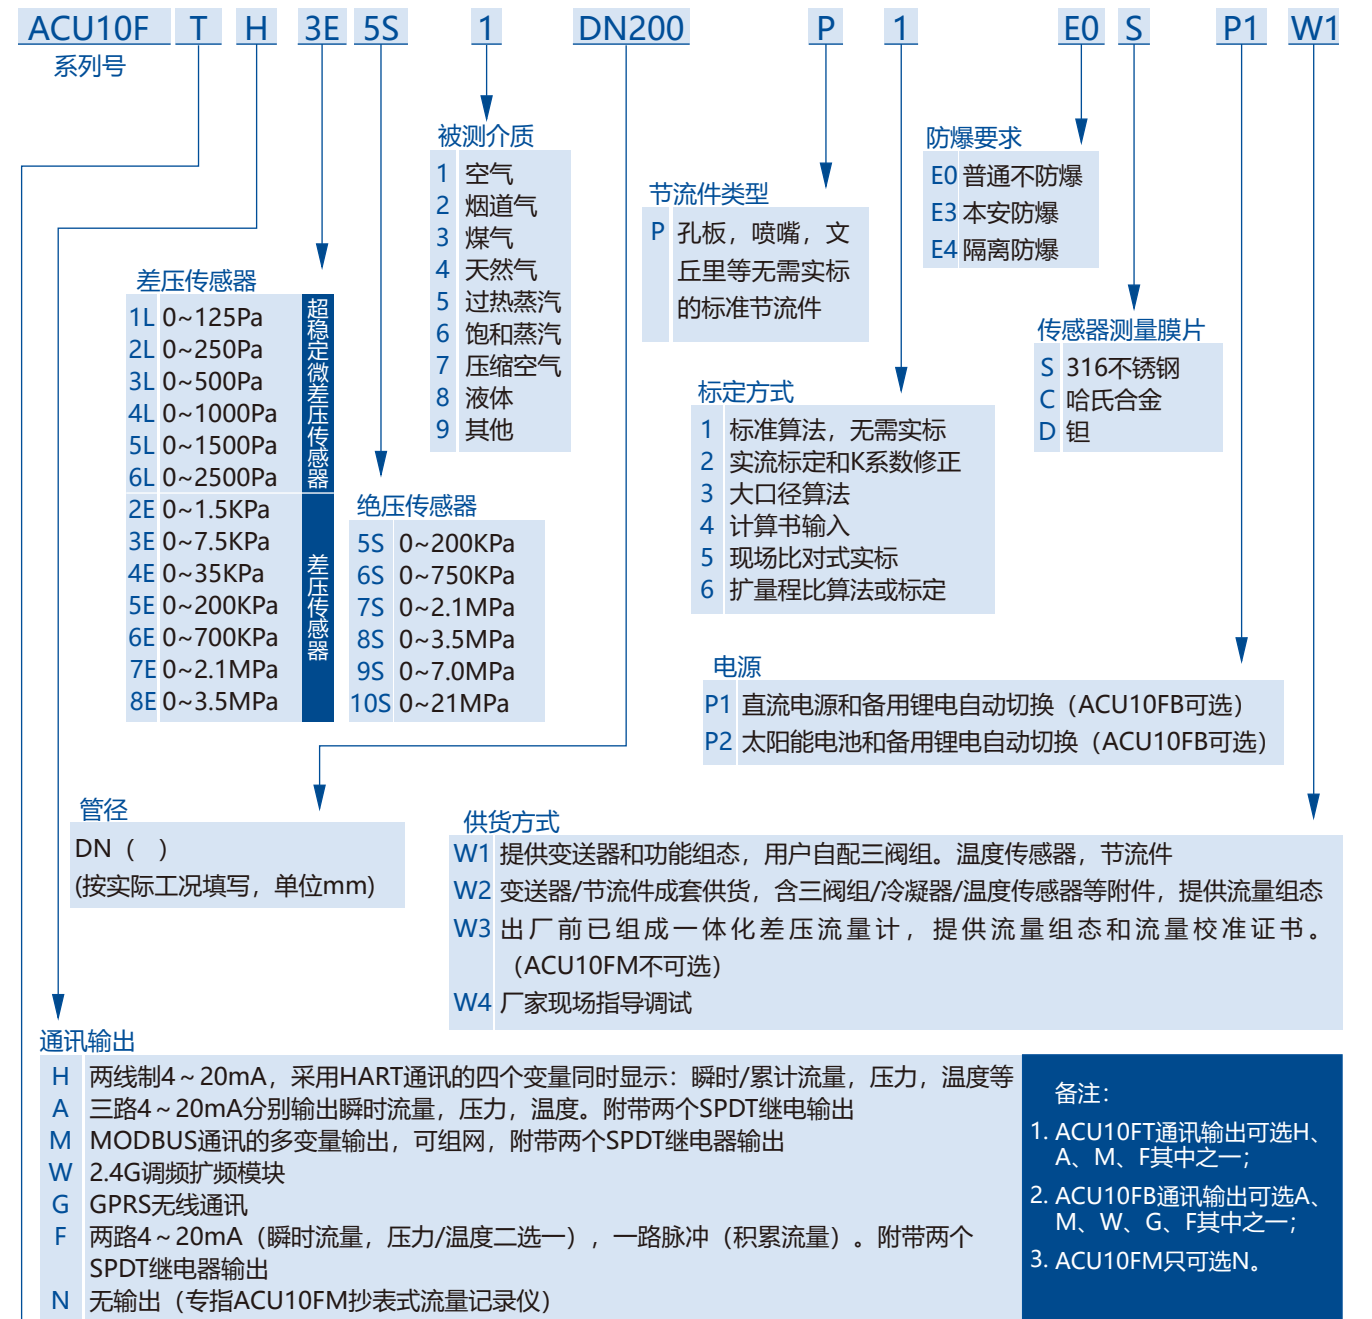 ACU10F T H 3E 5S 1 DN200 P 1 E0 S P1 W1
系列号
被测介质
1 空气
2 烟道气
3 煤气
4 天然气
5 过热蒸汽
6 饱和蒸汽
7 压缩空气
8 液体
9 其他
防爆要求
E0 普通不防爆
E3 本安防爆
E4 隔离防爆
节流件类型
P 孔板，喷嘴，文
丘里等无需实标
的标准节流件
差压传感器
1L 0~125Pa
2L 0~250Pa
3L 0~500Pa
4L 0~1000Pa
5L 0~1500Pa
6L 0~2500Pa
超稳定微差压传感器
2E 0~1.5KPa
3E 0~7.5KPa
4E 0~35KPa
5E 0~200KPa
6E 0~700KPa
7E 0~2.1MPa
8E 0~3.5MPa
差压传感器
绝压传感器
5S 0~200KPa
6S 0~750KPa
7S 0~2.1MPa
8S 0~3.5MPa
9S 0~7.0MPa
10S 0~21MPa
传感器测量膜片
S 316不锈钢
C 哈氏合金
D 钽
标定方式
1 标准算法，无需实标
2 实流标定和K系数修正
3 大口径算法
4 计算书输入
5 现场比对式实标
6 扩量程比算法或标定
电源
P1 直流电源和备用锂电自动切换（ACU10FB可选）
P2 太阳能电池和备用锂电自动切换（ACU10FB可选）
管径
DN（ ）
(按实际工况填写，单位mm)
供货方式
W1 提供变送器和功能组态，用户自配三阀组。温度传感器，节流件
W2 变送器/节流件成套供货，含三阀组/冷凝器/温度传感器等附件，提供流量组态
W3 出厂前已组成一体化差压流量计，提供流量组态和流量校准证书。
（ACU10FM不可选）
W4 厂家现场指导调试
通讯输出
H 两线制4～20mA，采用HART通讯的四个变量同时显示：瞬时/累计流量，压力，温度等
A 三路4～20mA分别输出瞬时流量，压力，温度。附带两个SPDT继电输出
M MODBUS通讯的多变量输出，可组网，附带两个SPDT继电器输出
W 2.4G调频扩频模块
G GPRS无线通讯
F 两路4～20mA（瞬时流量，压力/温度二选一），一路脉冲（积累流量）。附带两个
SPDT继电器输出
N 无输出（专指ACU10FM抄表式流量记录仪）
备注：
1. ACU10FT通讯输出可选H、
A、M、F其中之一；
2. ACU10FB通讯输出可选A、
M、W、G、F其中之一；
3. ACU10FM只可选N。